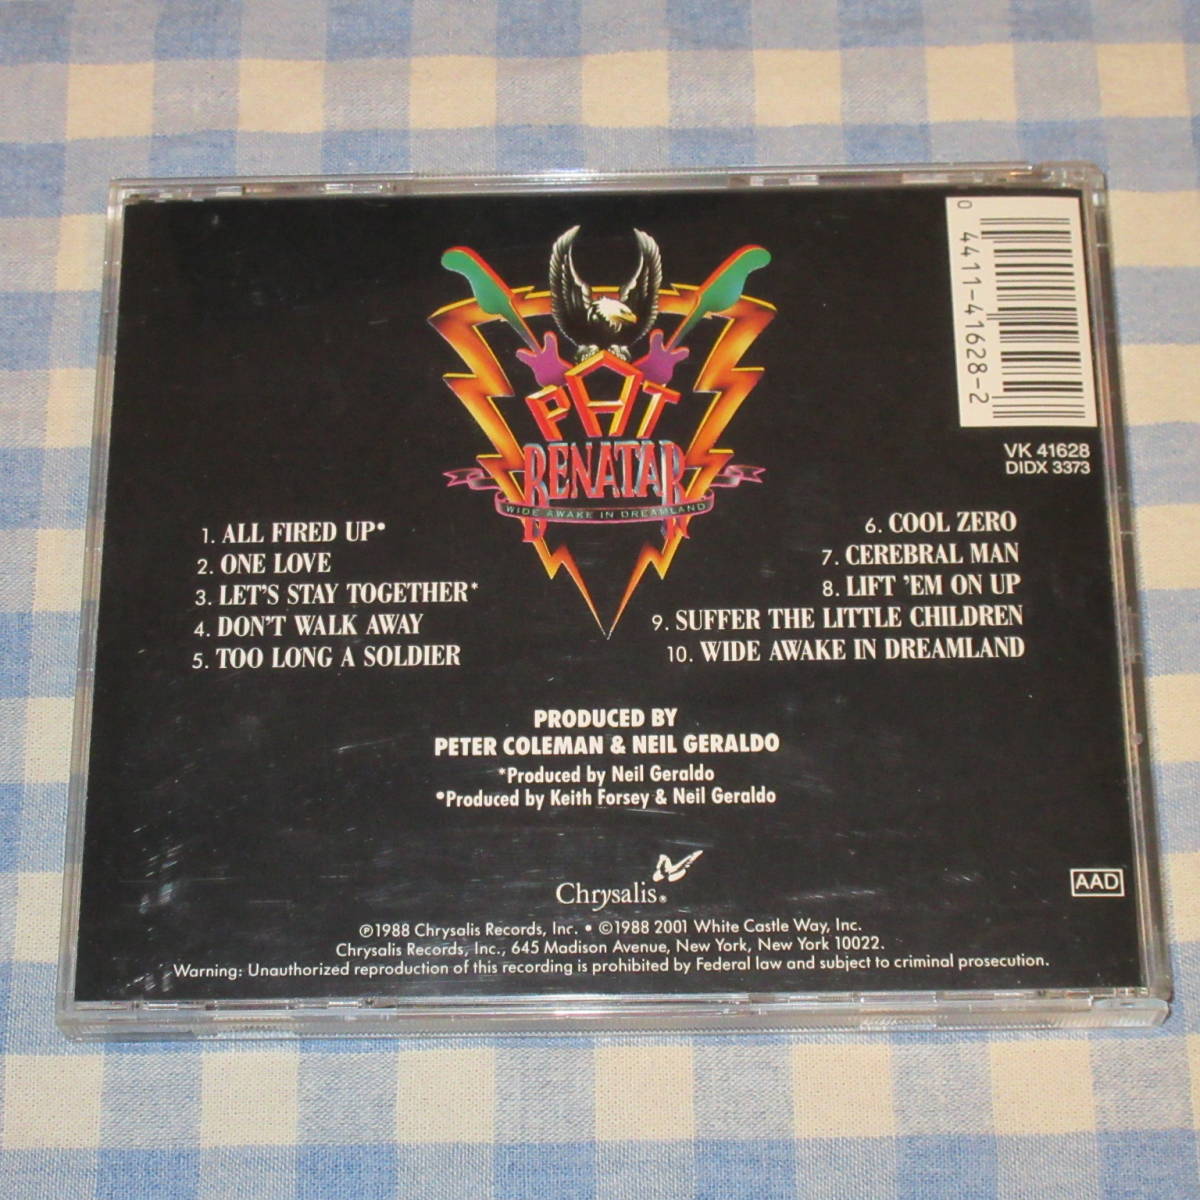 0 4411-41628-2
VK 41628
DIDX 3373
PAT
BENATAR
WIDE AWAKE IN DREAMLAND
1. ALL FIRED UP•
2. ONE LOVE
3. LET'S STAY TOGETHER*
4. DON'T WALK AWAY
5. TOO LONG A SOLDIER
6. COOL ZERO
7. CEREBRAL MAN
8. LIFT 'EM ON UP
9. SUFFER THE LITTLE CHILDREN
10. WIDE AWAKE IN DREAMLAND
PRODUCED BY
PETER COLEMAN & NEIL GERALDO
*Produced by Neil Geraldo
•Produced by Keith Forsey & Neil Geraldo
Chrysalis®
AAD
℗1988 Chrysalis Records, Inc. • ©1988 2001 White Castle Way, Inc.
Chrysalis Records, Inc., 645 Madison Avenue, New York, New York 10022.
Warning: Unauthorized reproduction of this recording is prohibited by Federal law and subject to criminal prosecution.